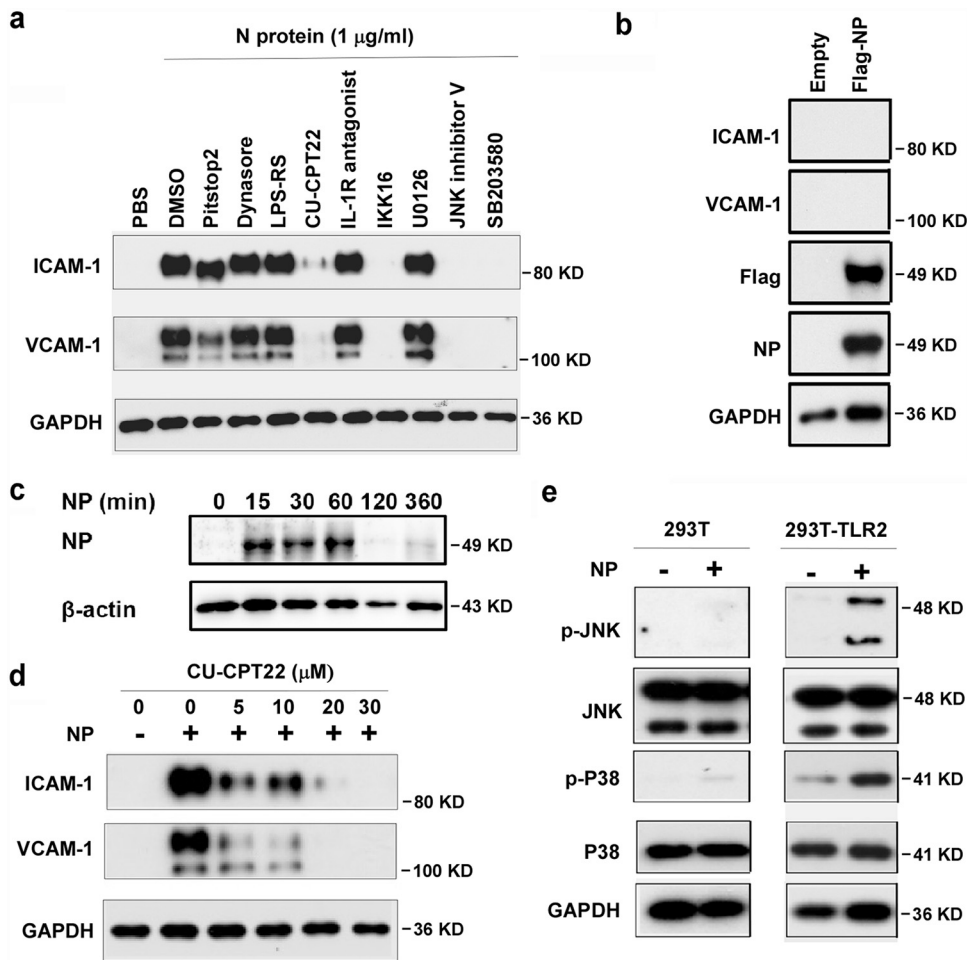 a
N protein (1 μg/ml)
PBS
DMSO
Pitstop2
Dynasore
LPS-RS
CU-CPT22
IL-1R antagonist
IKK16
U0126
JNK inhibitor V
SB203580
ICAM-1
-80 KD
VCAM-1
-100 KD
GAPDH
-36 KD
b
Empty
Flag-NP
ICAM-1
-80 KD
VCAM-1
-100 KD
Flag
-49 KD
NP
-49 KD
GAPDH
-36 KD
c
NP (min) 0 15 30 60 120 360
NP
-49 KD
β-actin
-43 KD
d
CU-CPT22 (μM)
0 0 5 10 20 30
NP - + + + + +
ICAM-1
-80 KD
VCAM-1
-100 KD
GAPDH
-36 KD
e
293T 293T-TLR2
NP - + - +
p-JNK
-48 KD
JNK
-48 KD
p-P38
-41 KD
P38
-41 KD
GAPDH
-36 KD